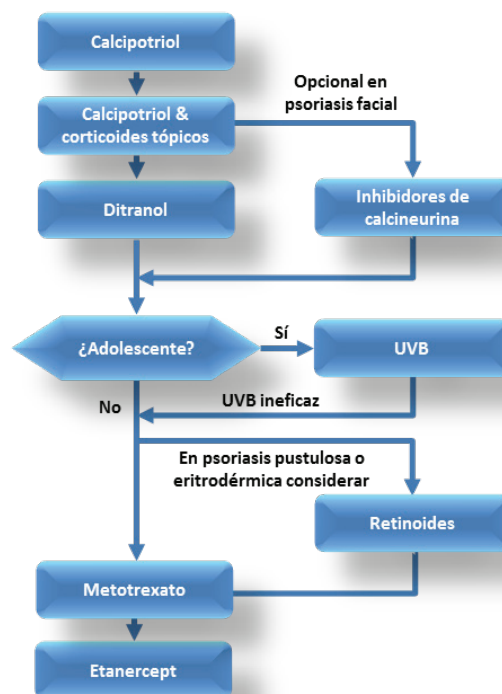 Calcipotriol
Opcional en
psoriasis facial
Calcipotriol &
corticoides tópicos
Ditranol
Inhibidores de
calcineurina
¿Adolescente?
Sí
UVB
No
UVB ineficaz
En psoriasis pustulosa o
eritrodérmica considerar
Retinoides
Metotrexato
Etanercept